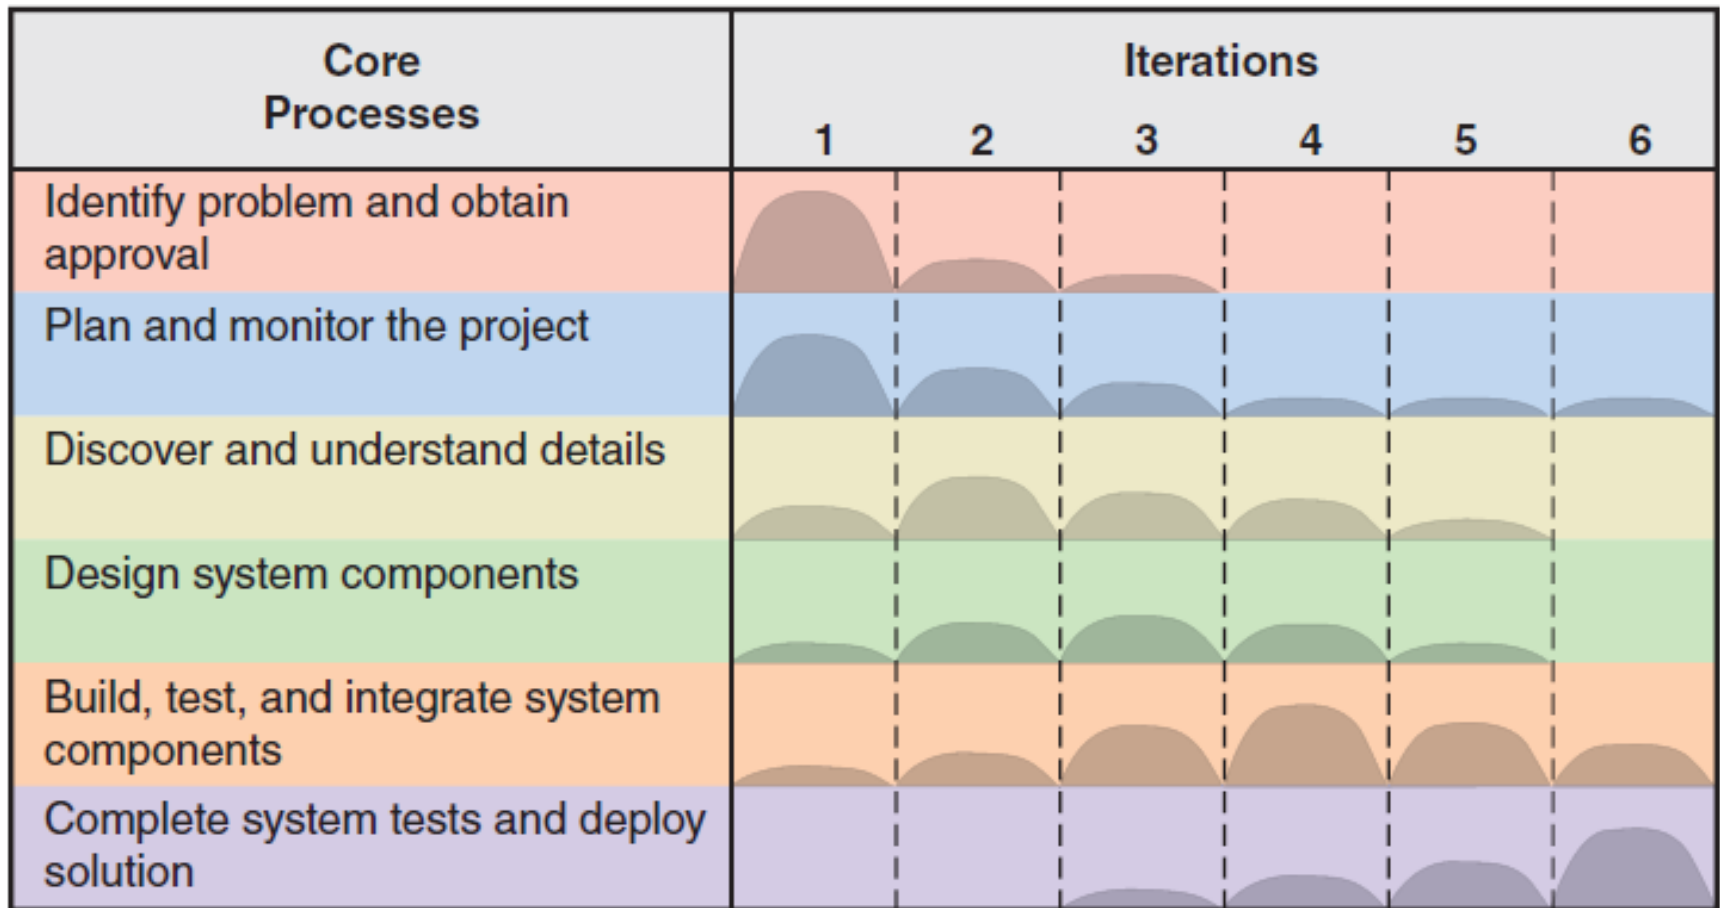 Core
Processes
Iterations
1 2 3 4 5 6
Identify problem and obtain
approval
Plan and monitor the project
Discover and understand details
Design system components
Build, test, and integrate system
components
Complete system tests and deploy
solution